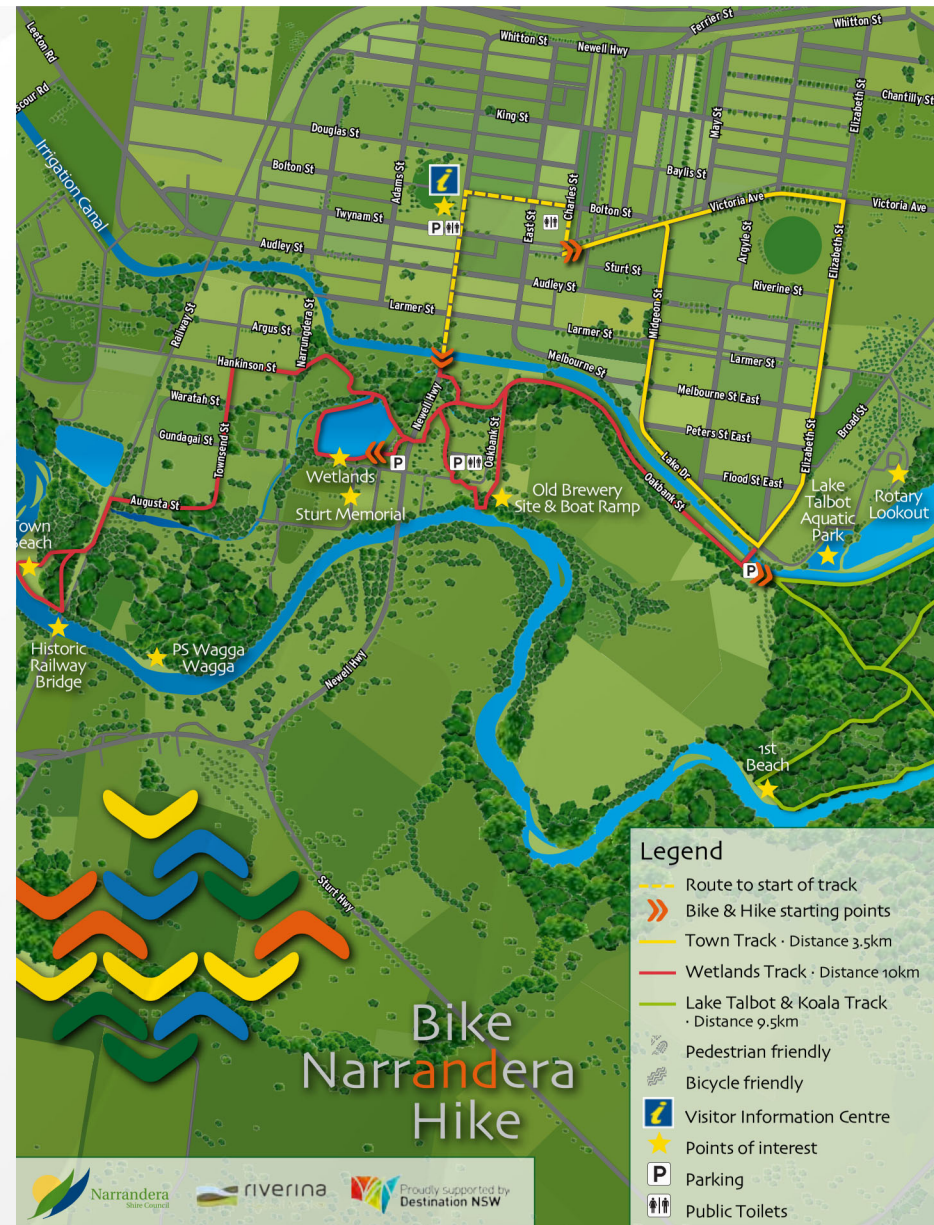 Leeton Rd
Whitton St
Newell Hwy
Ferrier St
Whitton St
scour Rd
Irrigation Canal
King St
Chantilly St
May St
Elizabeth St
Douglas St
Bolton St
Adams St
i
P
Twynam St
Audley St
East St
Charles St
Bolton St
Baylis St
Victoria Ave
Victoria Ave
Sturt St
Audley St
Argyle St
Elizabeth St
Riverine St
Railway St
Argus St
Narrungdera St
Larmer St
Midgeon St
Larmer St
Larmer St
Melbourne St
Hankinson St
Newell Hwy
Melbourne St East
Broad St
Waratah St
Gundagai St
Townsend St
Peters St East
Elizabeth St
P
P
Oakbank St
Wetlands
Sturt Memorial
Augusta St
Old Brewery
Site & Boat Ramp
Lake Dr
Oakbank St
Flood St East
Lake
Talbot
Aquatic
Park
Rotary
Lookout
Town
Beach
P
Historic
Railway
Bridge
PS Wagga
Wagga
Newell Hwy
1st
Beach
Sturt Hwy
Bike
Narrandera
Hike
Legend
Route to start of track
Bike & Hike starting points
Town Track · Distance 3.5km
Wetlands Track · Distance 10km
Lake Talbot & Koala Track
· Distance 9.5km
Pedestrian friendly
Bicycle friendly
i Visitor Information Centre
Points of interest
P Parking
Public Toilets
Narrandera
Shire Council
riverina
Proudly supported by
Destination NSW